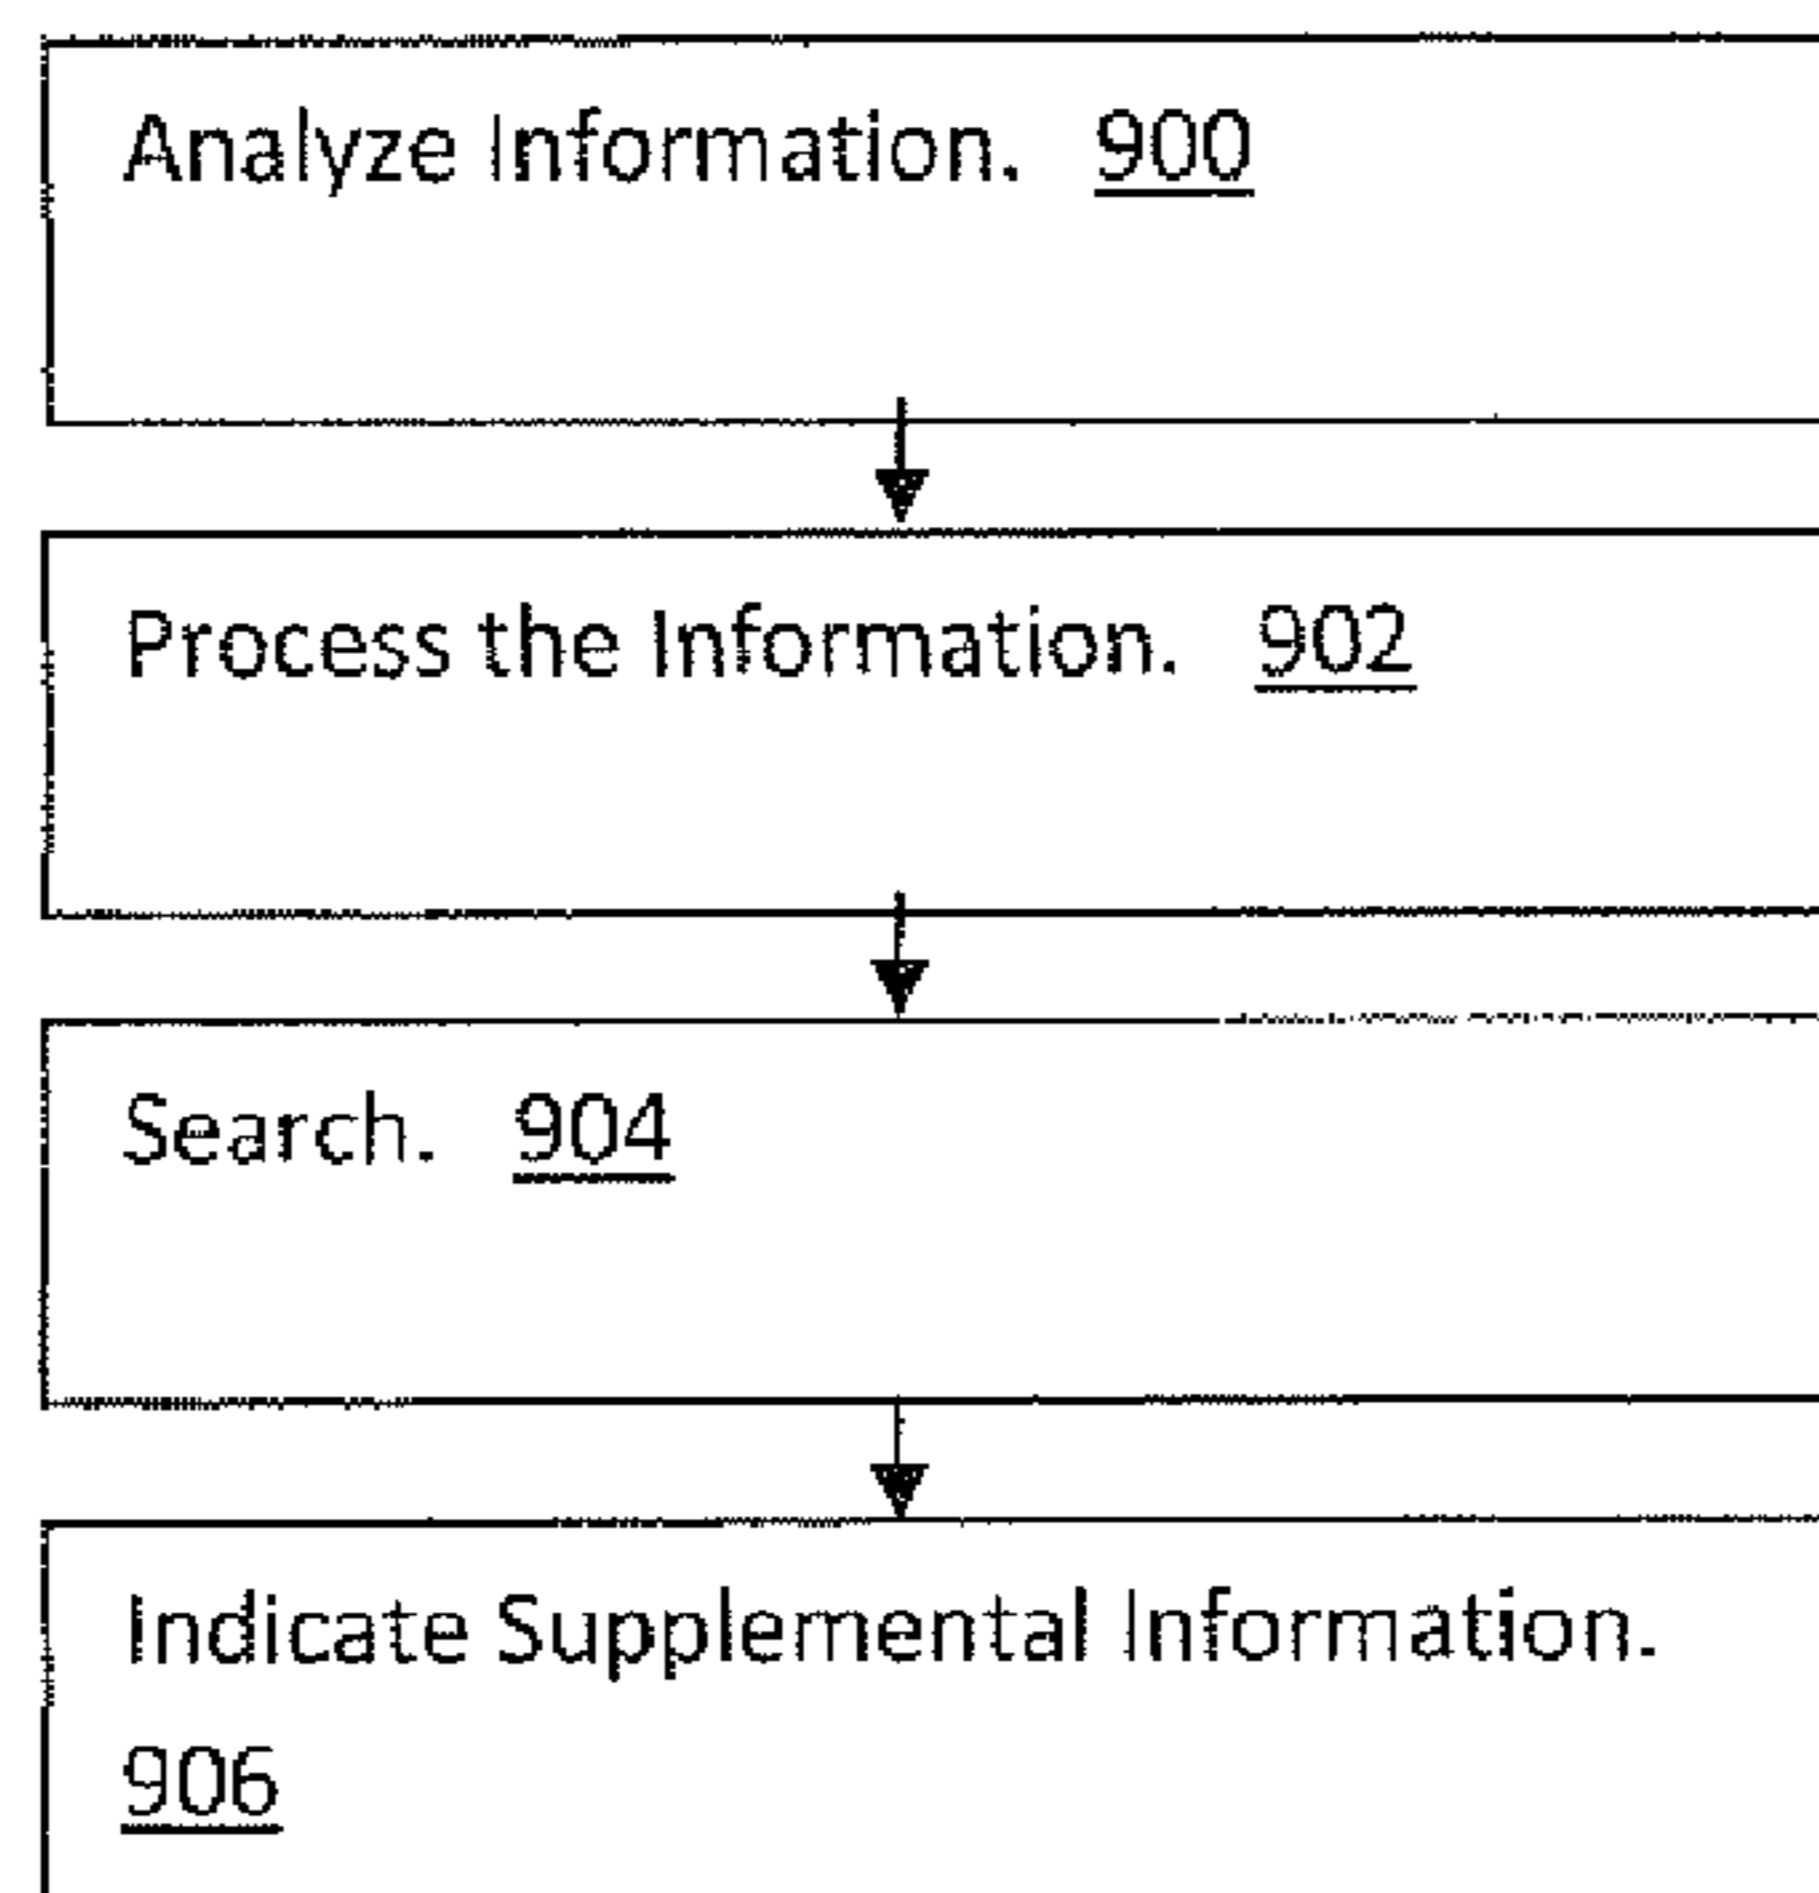 Analyze Information. 900
Process the Information. 902
Search. 904
Indicate Supplemental Information.
906